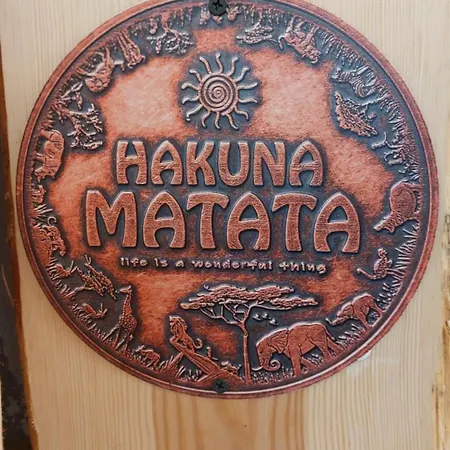 HAKUNA
MATATA
life is a wonderful thing